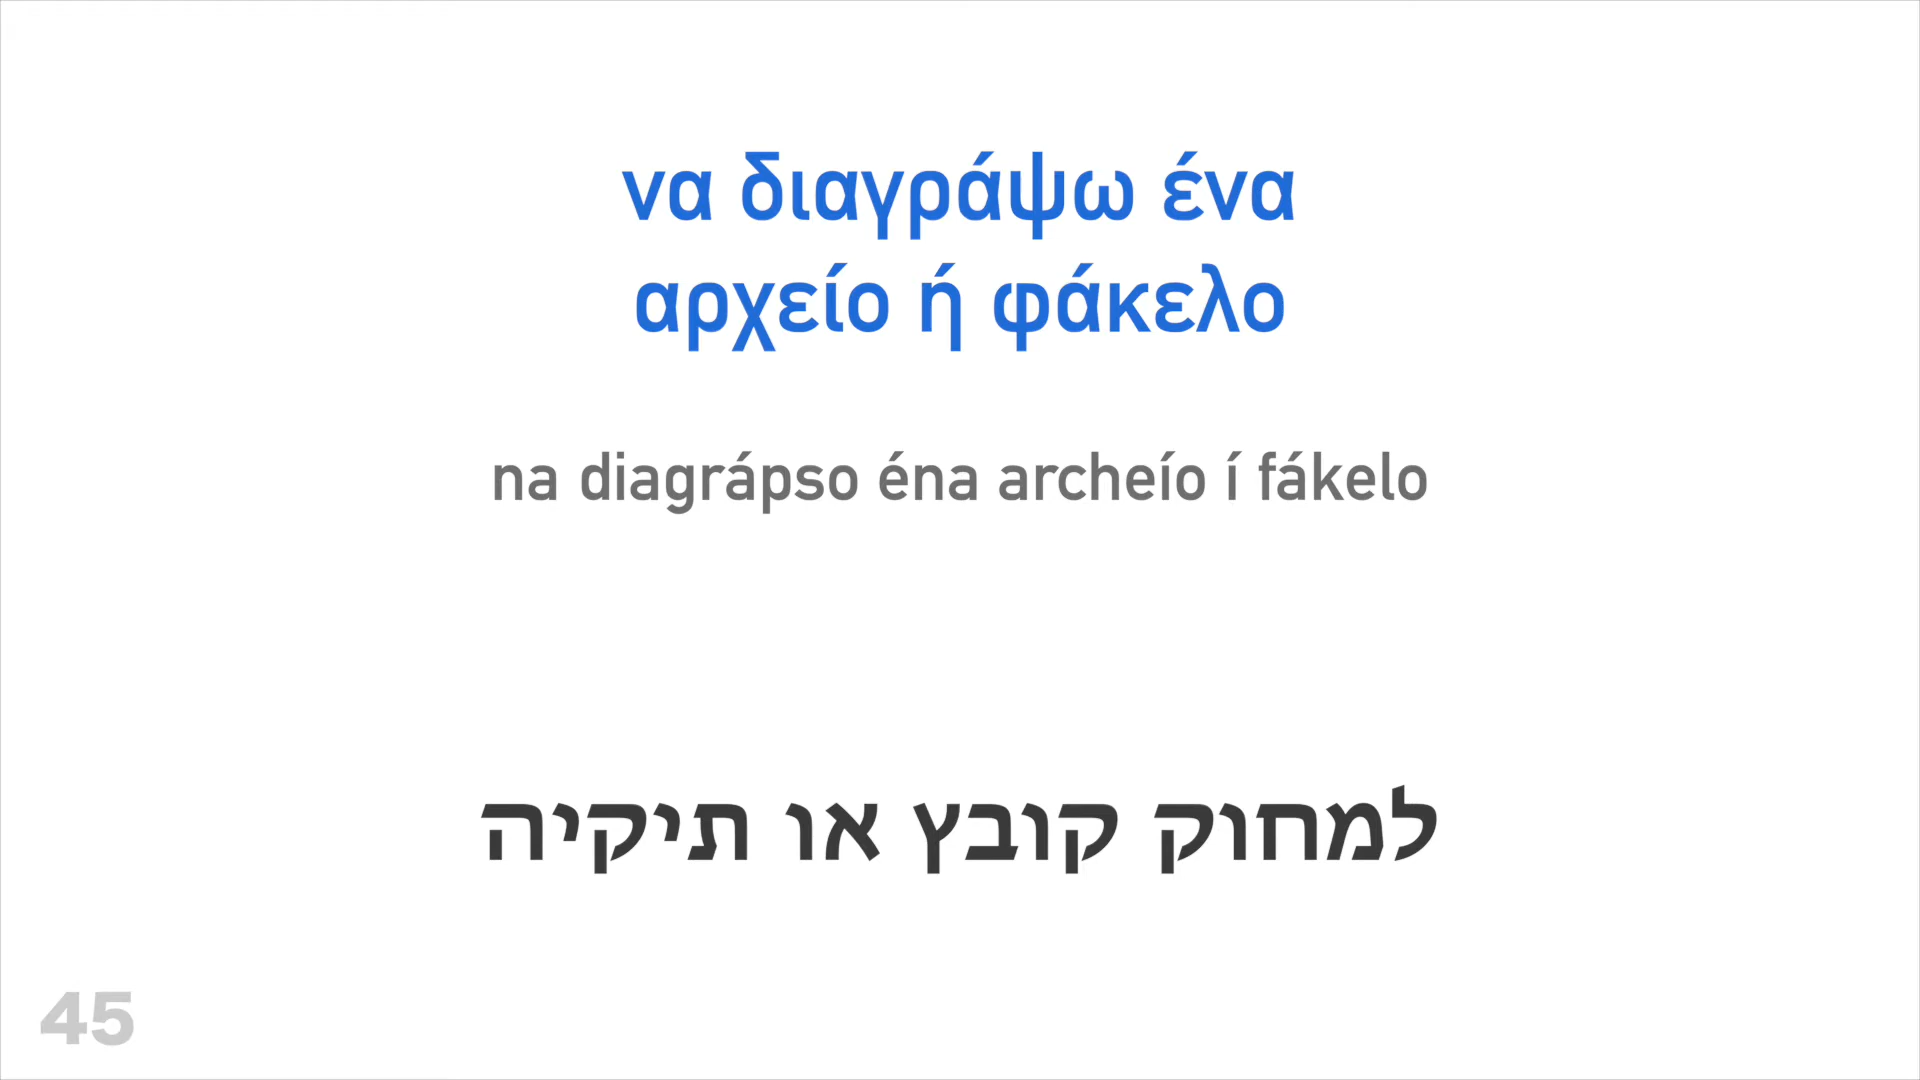 να διαγράψω ένα
αρχείο ή φάκελο
na diagrápso éna archeío í fákelo
למחוק קובץ או תיקיה
45